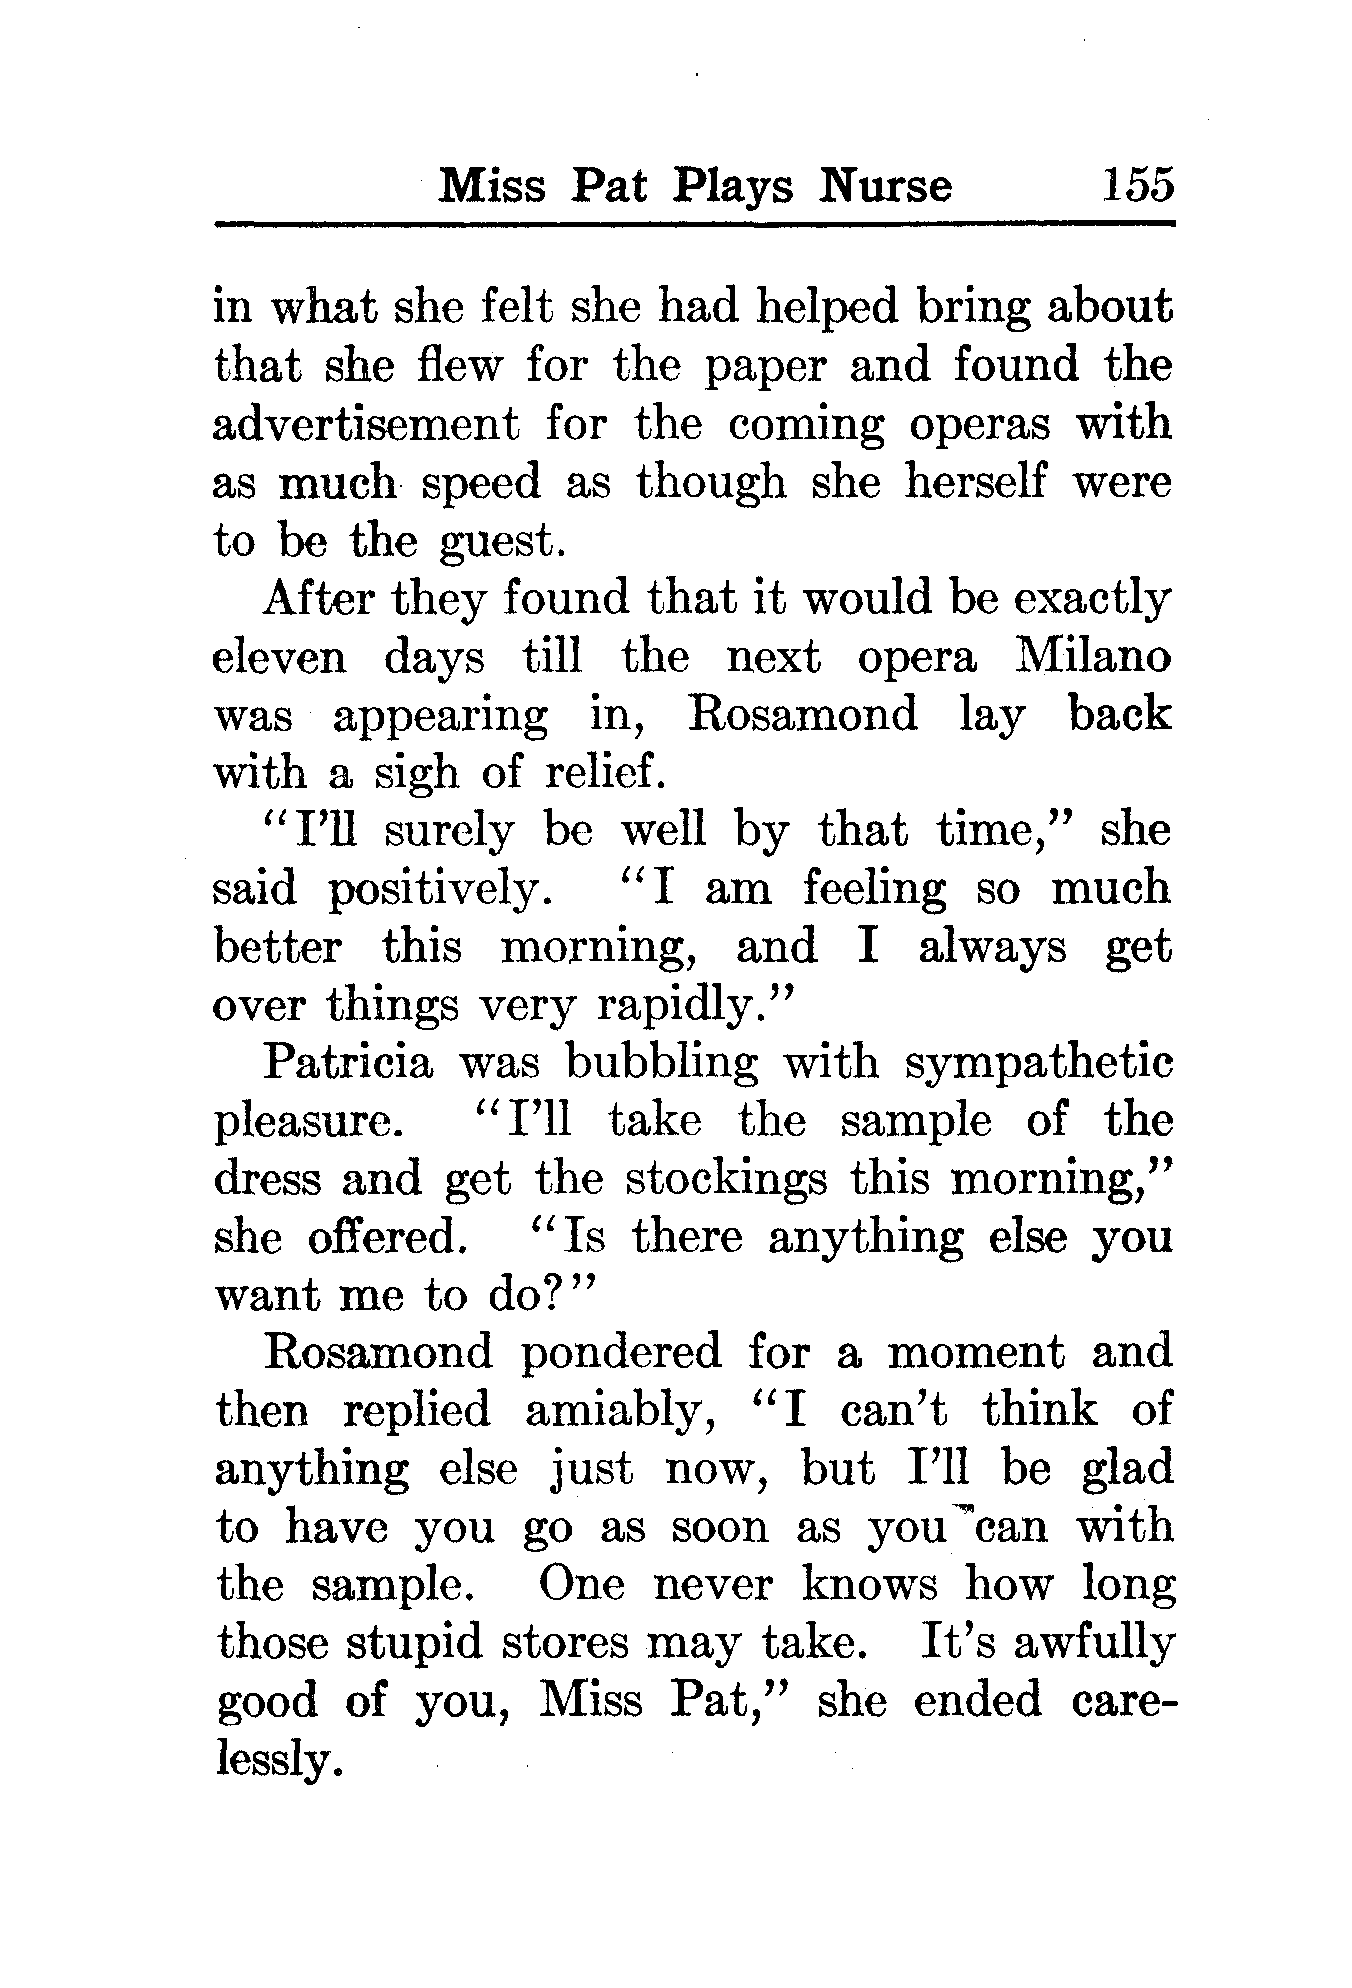 Miss Pat Plays Nurse 155
in what she felt she had helped bring about
that she flew for the paper and found the
advertisement for the coming operas with
as much speed as though she herself were
to be the guest.
After they found that it would be exactly
eleven days till the next opera Milano
was appearing in, Rosamond lay back
with a sigh of relief.
“I’ll surely be well by that time,” she
said positively. “I am feeling so much
better this morning, and I always get
over things very rapidly.”
Patricia was bubbling with sympathetic
pleasure. “I’ll take the sample of the
dress and get the stockings this morning,”
she offered. “Is there anything else you
want me to do?”
Rosamond pondered for a moment and
then replied amiably, “I can’t think of
anything else just now, but I’ll be glad
to have you go as soon as you can with
the sample. One never knows how long
those stupid stores may take. It’s awfully
good of you, Miss Pat,” she ended care-
lessly.